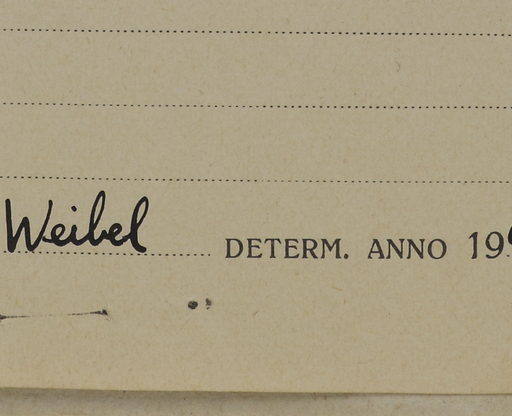 Weibel DETERM. ANNO 19